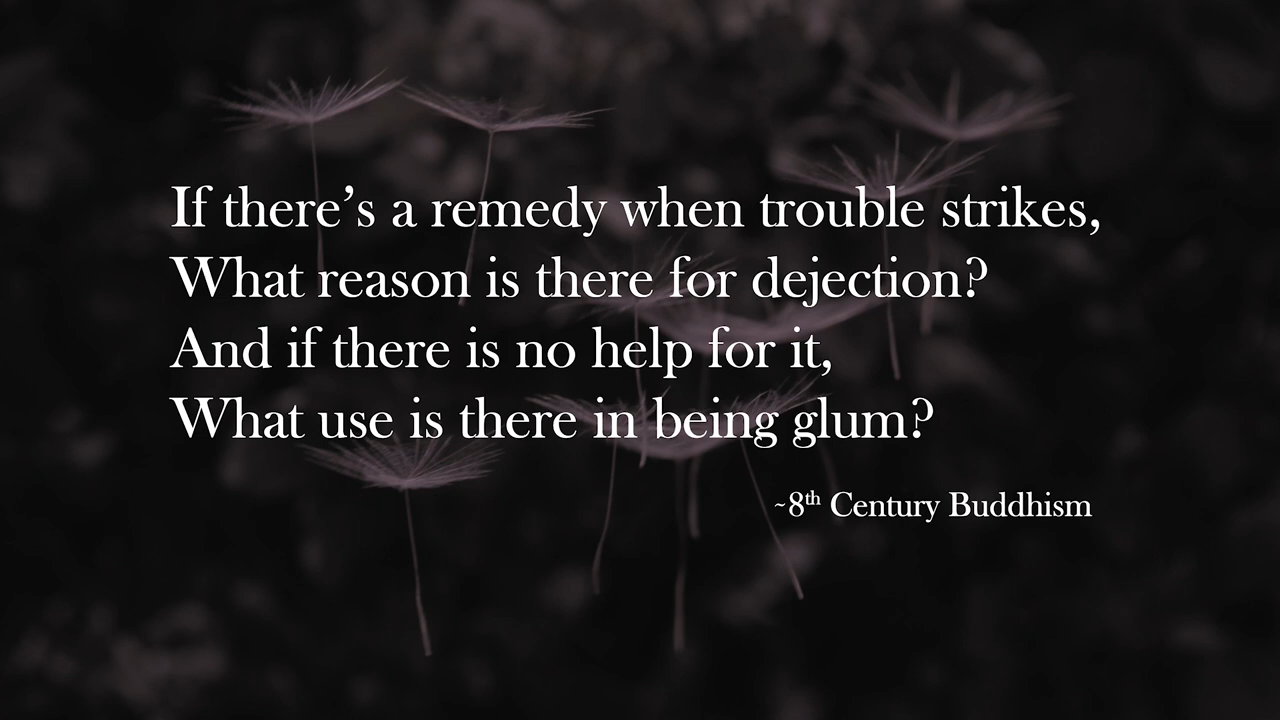 If there’s a remedy when trouble strikes,
What reason is there for dejection?
And if there is no help for it,
What use is there in being glum?
~8th Century Buddhism